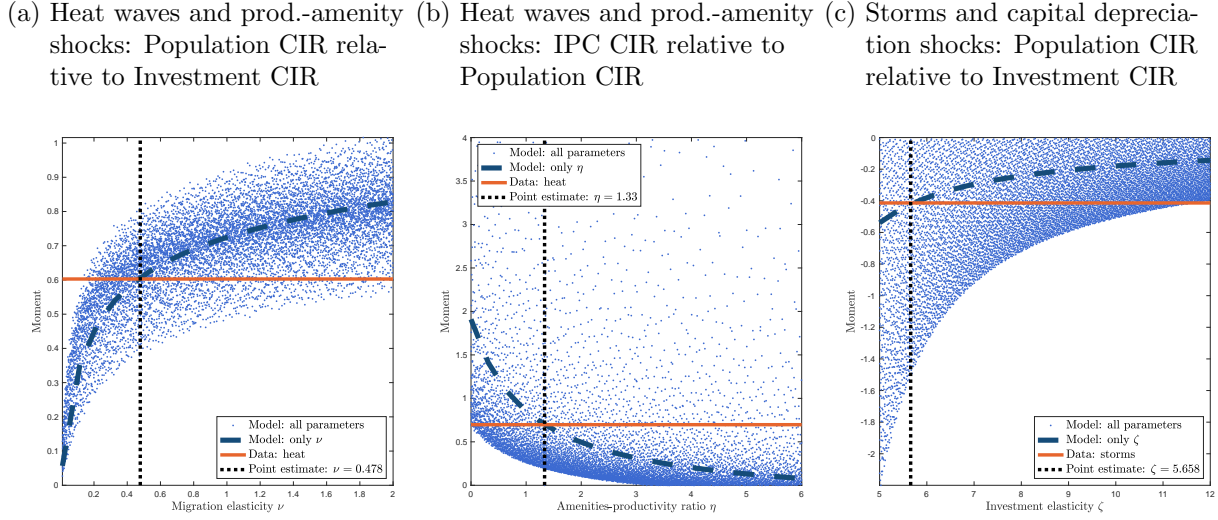 (a) Heat waves and prod.-amenity
shocks: Population CIR rela-
tive to Investment CIR
(b) Heat waves and prod.-amenity
shocks: IPC CIR relative to
Population CIR
(c) Storms and capital deprecia-
tion shocks: Population CIR
relative to Investment CIR
1
0.9
0.8
0.7
0.6
0.5
0.4
0.3
0.2
0.1
0
Moment
0.2 0.4 0.6 0.8 1 1.2 1.4 1.6 1.8 2
Migration elasticity ν
Model: all parameters
Model: only ν
Data: heat
Point estimate: ν = 0.478
4
3.5
3
2.5
2
1.5
1
0.5
0
Moment
0 1 2 3 4 5 6
Amenities-productivity ratio η
Model: all parameters
Model: only η
Data: heat
Point estimate: η = 1.33
0
-0.2
-0.4
-0.6
-0.8
-1
-1.2
-1.4
-1.6
-1.8
-2
Moment
5 6 7 8 9 10 11 12
Investment elasticity ζ
Model: all parameters
Model: only ζ
Data: storms
Point estimate: ζ = 5.658